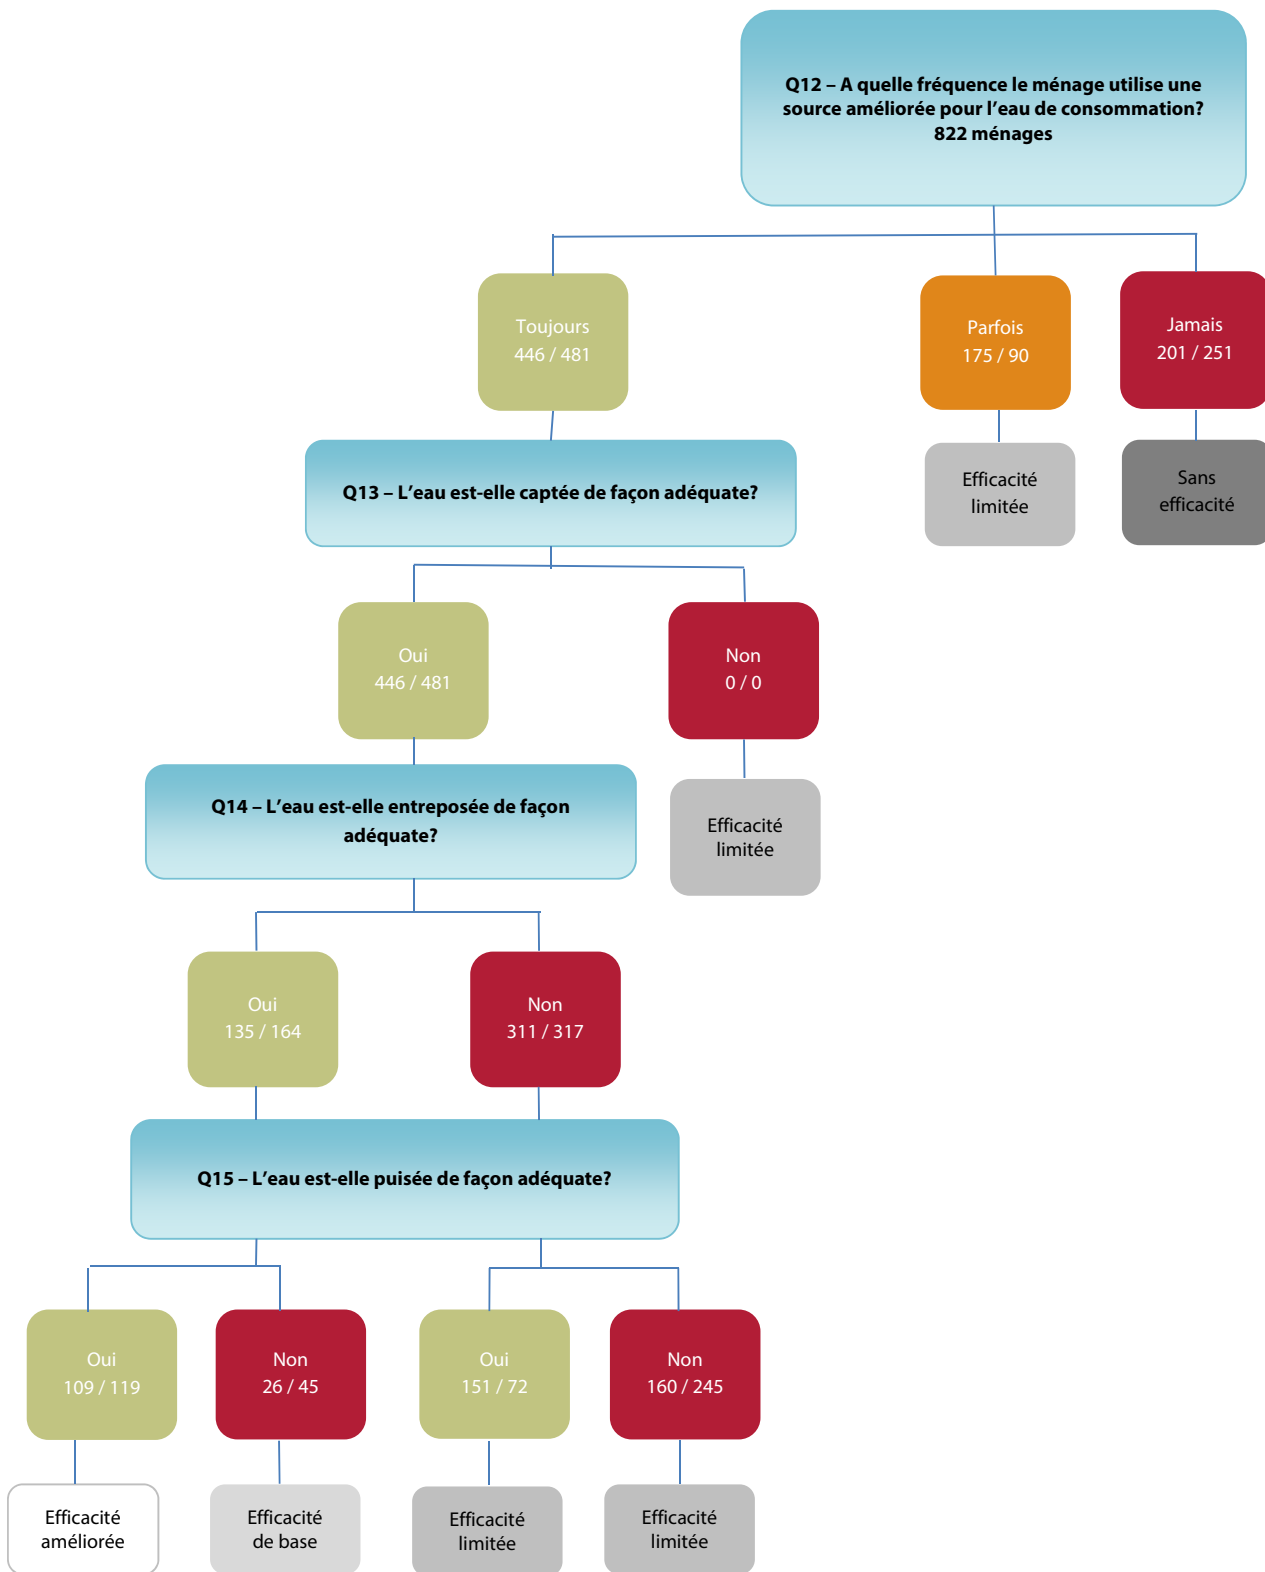 Q12 – A quelle fréquence le ménage utilise une
source améliorée pour l’eau de consommation?
822 ménages
Toujours
446 / 481
Parfois
175 / 90
Jamais
201 / 251
Q13 – L’eau est-elle captée de façon adéquate?
Efficacité
limitée
Sans
efficacité
Oui
446 / 481
Non
0 / 0
Q14 – L’eau est-elle entreposée de façon
adéquate?
Efficacité
limitée
Oui
135 / 164
Non
311 / 317
Q15 – L’eau est-elle puisée de façon adéquate?
Oui
109 / 119
Non
26 / 45
Oui
151 / 72
Non
160 / 245
Efficacité
améliorée
Efficacité
de base
Efficacité
limitée
Efficacité
limitée